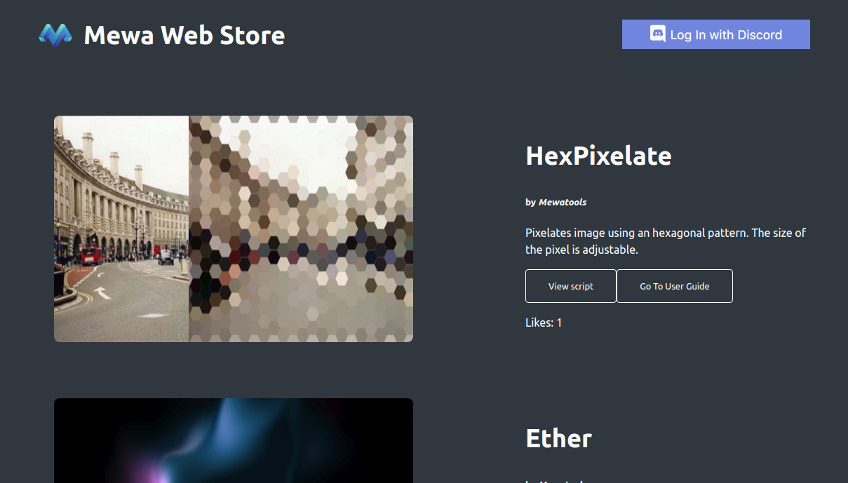 Mewa Web Store
Log In with Discord
HexPixelate
by Mewatools
Pixelates image using an hexagonal pattern. The size of
the pixel is adjustable.
View script
Go To User Guide
Likes: 1
Ether